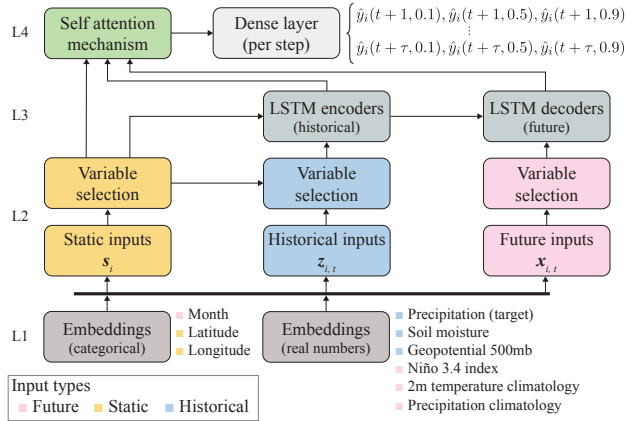 L4
Self attention
mechanism
Dense layer
(per step)
ŷᵢ(t + 1, 0.1), ŷᵢ(t + 1, 0.5), ŷᵢ(t + 1, 0.9)
⋮
ŷᵢ(t + τ, 0.1), ŷᵢ(t + τ, 0.5), ŷᵢ(t + τ, 0.9)
L3
LSTM encoders
(historical)
LSTM decoders
(future)
L2
Variable
selection
Variable
selection
Variable
selection
Static inputs
sᵢ
Historical inputs
z i, t
Future inputs
x i, t
L1
Embeddings
(categorical)
Month
Latitude
Longitude
Embeddings
(real numbers)
Precipitation (target)
Soil moisture
Geopotential 500mb
Niño 3.4 index
2m temperature climatology
Precipitation climatology
Input types
Future Static Historical